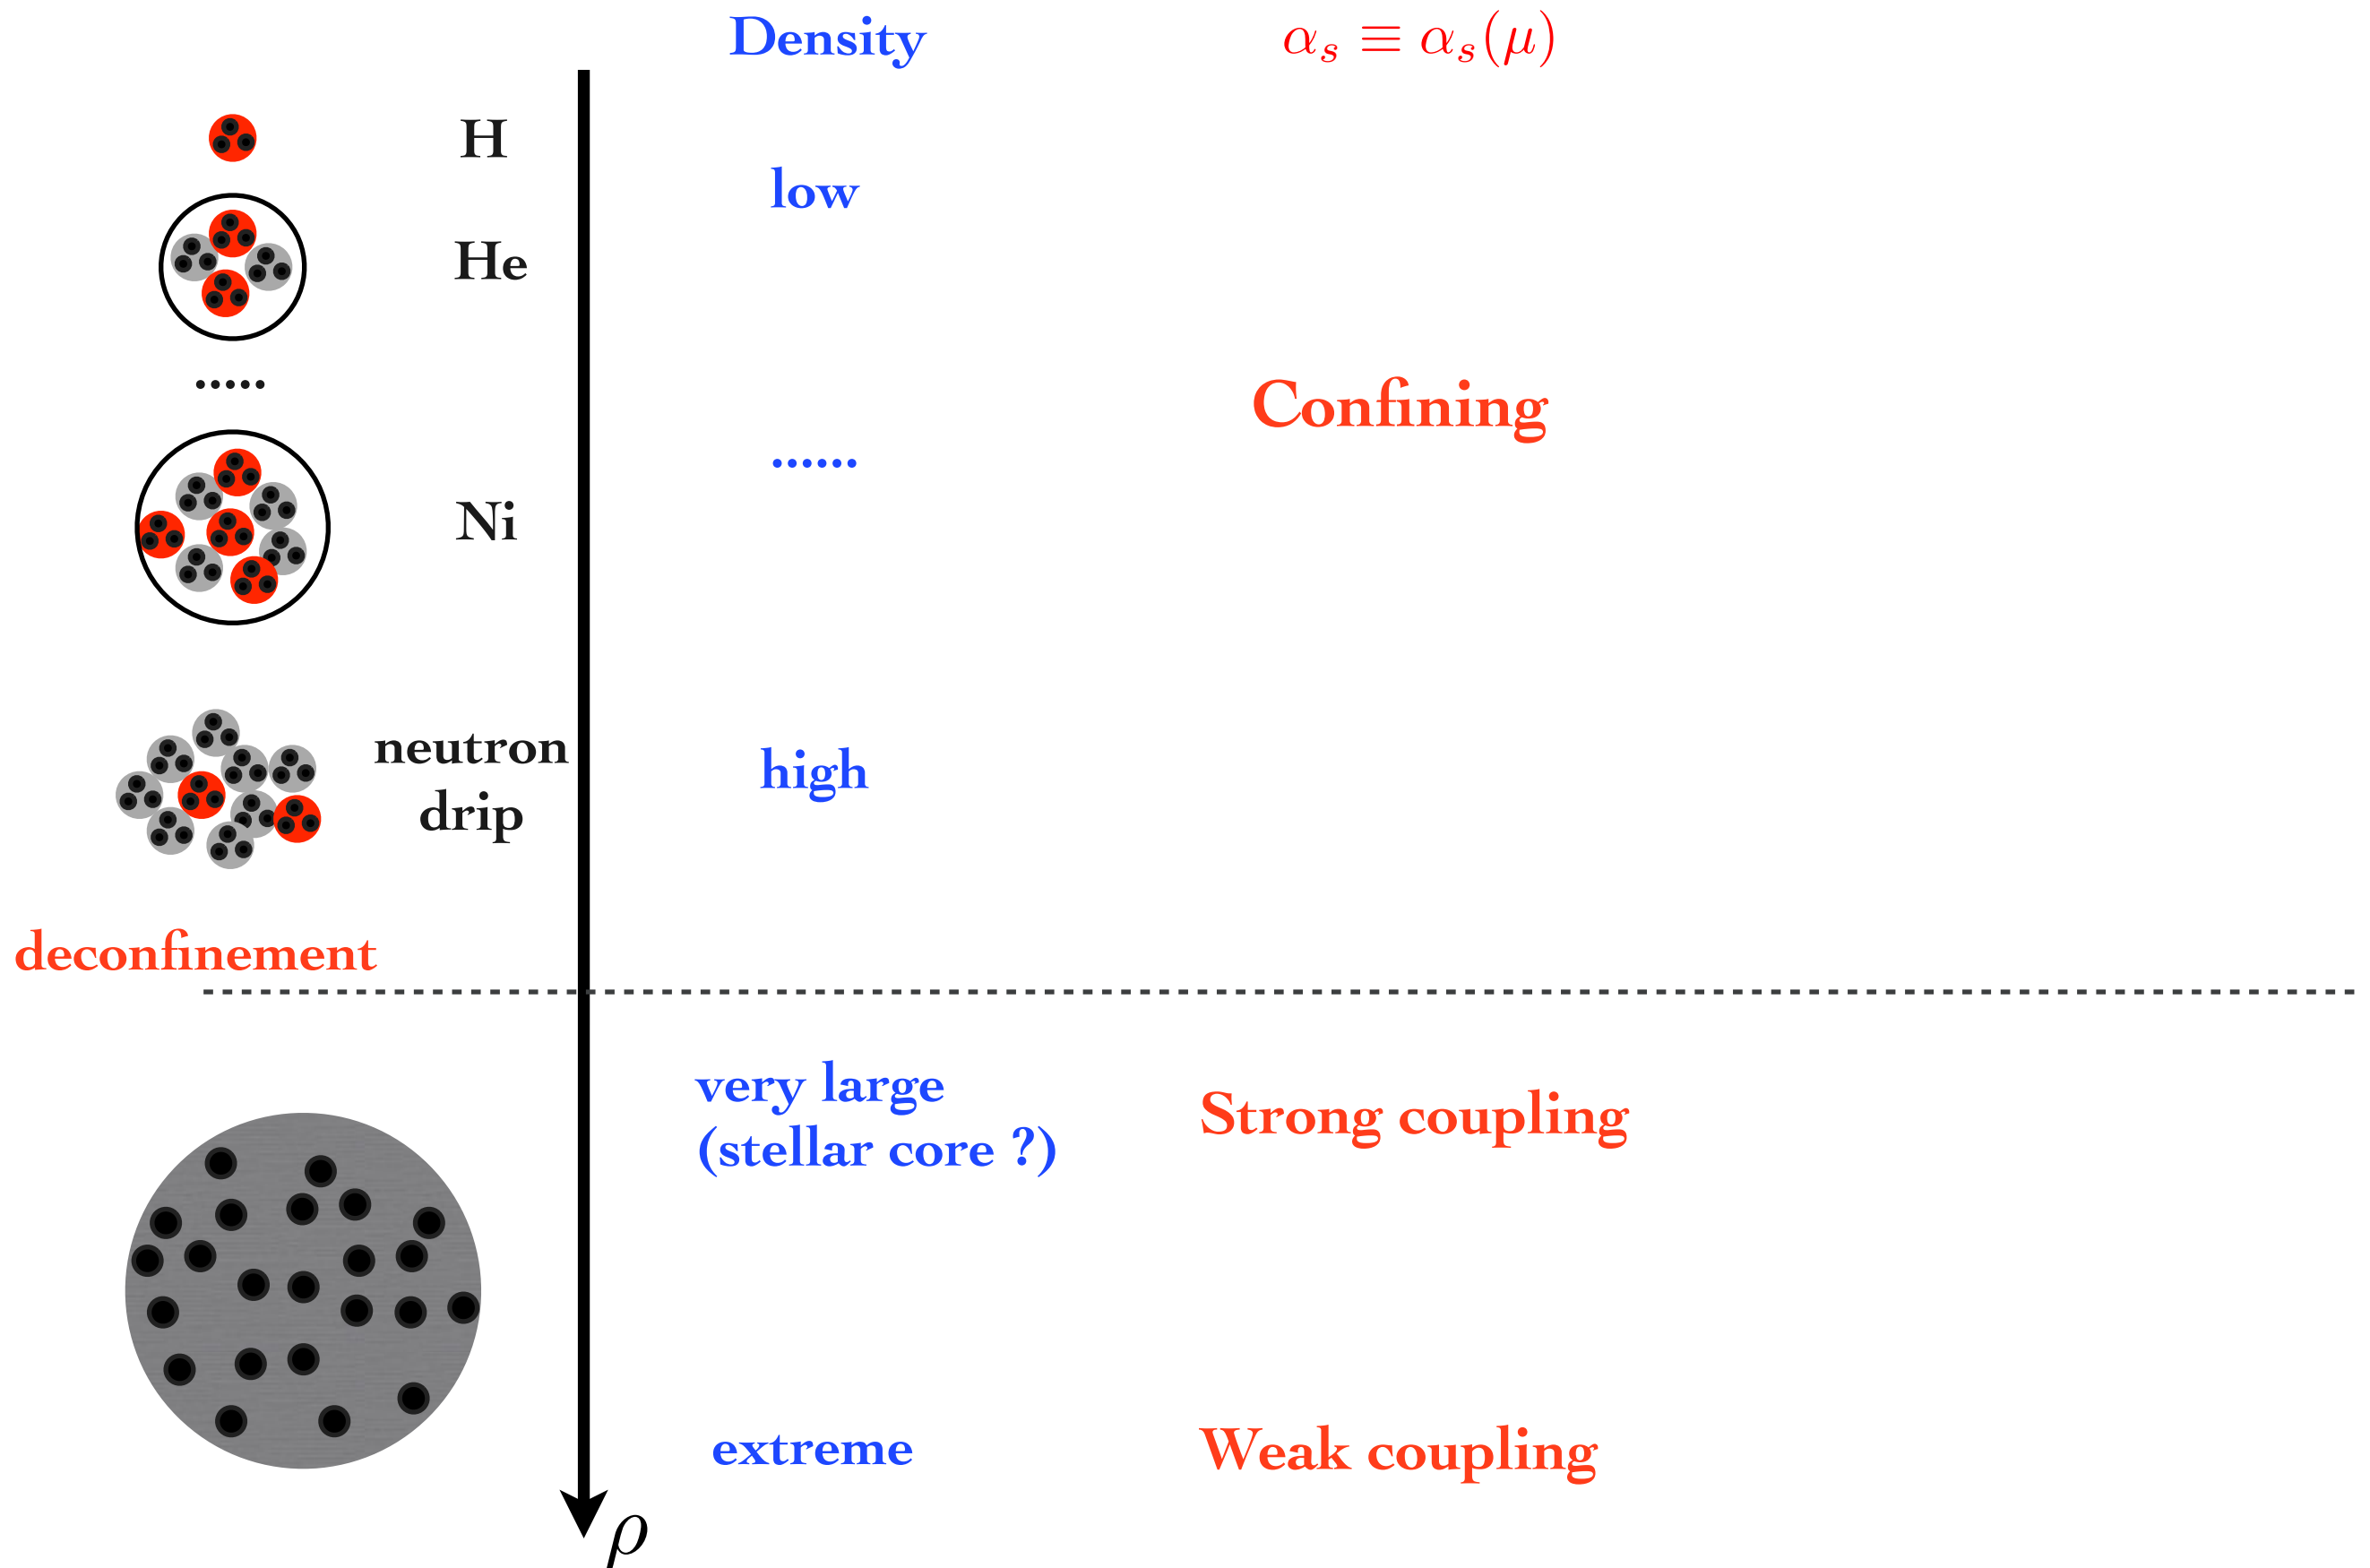 Density
αₛ ≡ αₛ(μ)
H
low
He
.....
Confining
......
Ni
neutron
drip
high
deconfinement
very large
(stellar core ?)
Strong coupling
extreme
Weak coupling
ρ